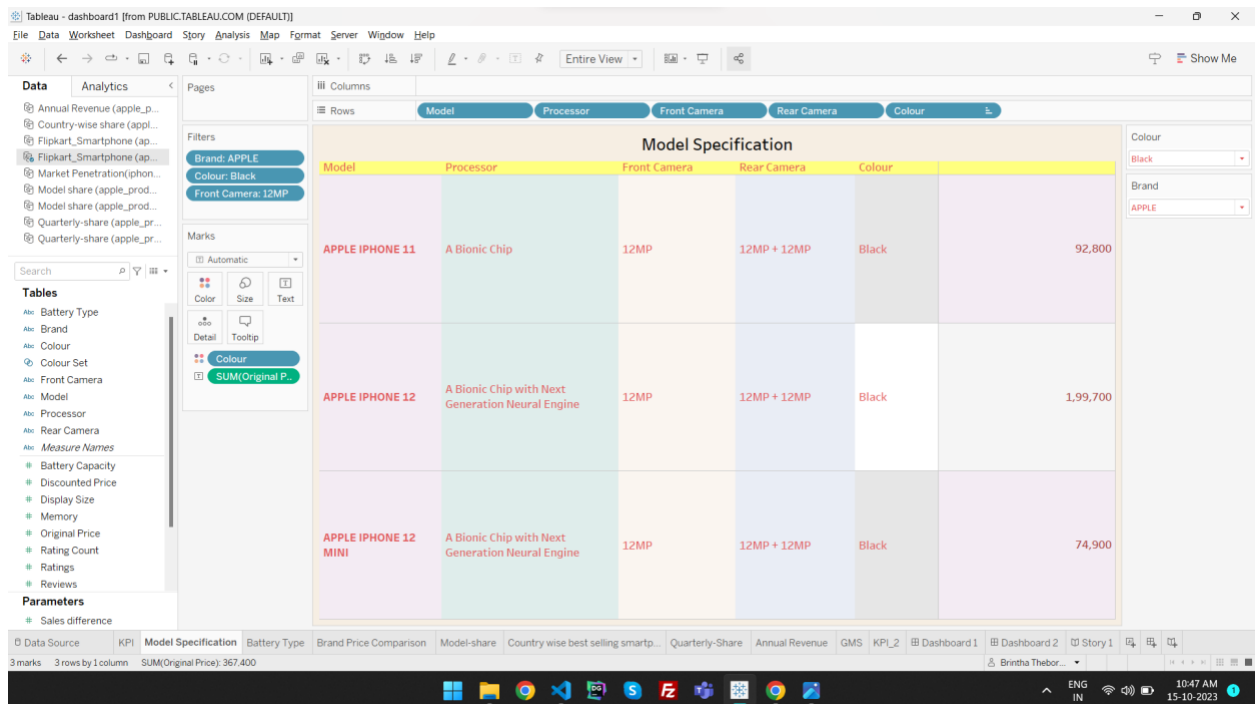 Tableau - dashboard1 [from PUBLIC.TABLEAU.COM (DEFAULT)]
File Data Worksheet Dashboard Story Analysis Map Format Server Window Help
Entire View
Show Me
Data Analytics
Annual Revenue (apple_p...
Country-wise share (appl...
Flipkart_Smartphone (ap...
Flipkart_Smartphone (ap...
Market Penetration(iphon...
Model share (apple_prod...
Model share (apple_prod...
Quarterly-share (apple_pr...
Quarterly-share (apple_pr...
Search
Tables
Abc Battery Type
Abc Brand
Abc Colour
Colour Set
Abc Front Camera
Abc Model
Abc Processor
Abc Rear Camera
Abc Measure Names
# Battery Capacity
# Discounted Price
# Display Size
# Memory
# Original Price
# Rating Count
# Ratings
# Reviews
Parameters
# Sales difference
Pages
Filters
Brand: APPLE
Colour: Black
Front Camera: 12MP
Marks
Automatic
Color Size Text
Detail Tooltip
Colour
SUM(Original P..
Columns
Rows Model Processor Front Camera Rear Camera Colour
Model Specification
Model Processor Front Camera Rear Camera Colour
APPLE IPHONE 11 A Bionic Chip 12MP 12MP + 12MP Black 92,800
APPLE IPHONE 12 A Bionic Chip with Next Generation Neural Engine 12MP 12MP + 12MP Black 1,99,700
APPLE IPHONE 12 MINI A Bionic Chip with Next Generation Neural Engine 12MP 12MP + 12MP Black 74,900
Colour
Black
Brand
APPLE
Data Source KPI Model Specification Battery Type Brand Price Comparison Model-share Country wise best selling smartp... Quarterly-Share Annual Revenue GMS KPI_2 Dashboard 1 Dashboard 2 Story 1
3 marks 3 rows by 1 column SUM(Original Price): 367,400 Brintha Thebor...
ENG
IN
10:47 AM
15-10-2023
1